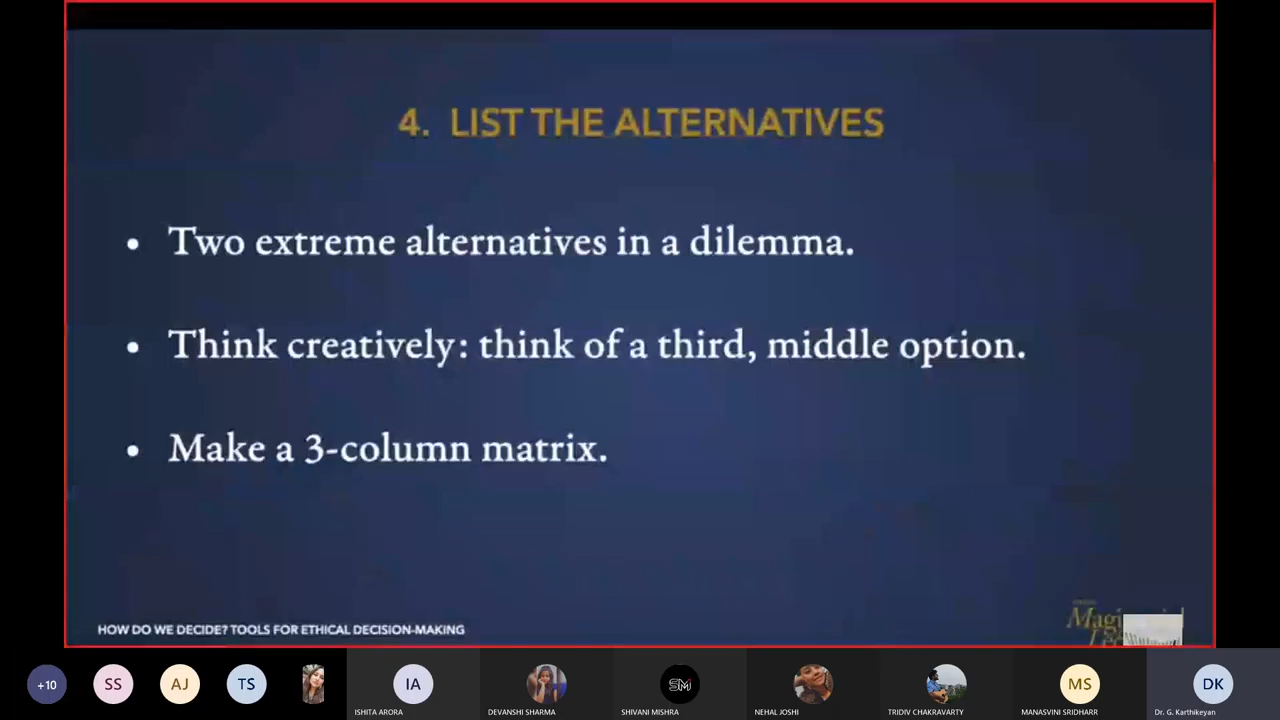 4. LIST THE ALTERNATIVES
• Two extreme alternatives in a dilemma.
• Think creatively: think of a third, middle option.
• Make a 3-column matrix.
HOW DO WE DECIDE? TOOLS FOR ETHICAL DECISION-MAKING
+10
SS
AJ
TS
IA
SM
MS
DK
ISHITA ARORA
DEVANSHI SHARMA
SHIVANI MISHRA
NEHAL JOSHI
TRIDIV CHAKRAVARTY
MANASVINI SRIDHARR
Dr. G. Karthikeyan